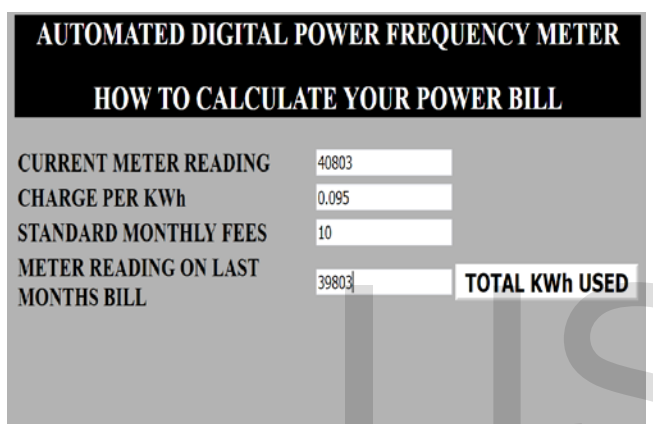 AUTOMATED DIGITAL POWER FREQUENCY METER
HOW TO CALCULATE YOUR POWER BILL
CURRENT METER READING 40803
CHARGE PER KWh 0.095
STANDARD MONTHLY FEES 10
METER READING ON LAST
MONTHS BILL 39803 TOTAL KWh USED